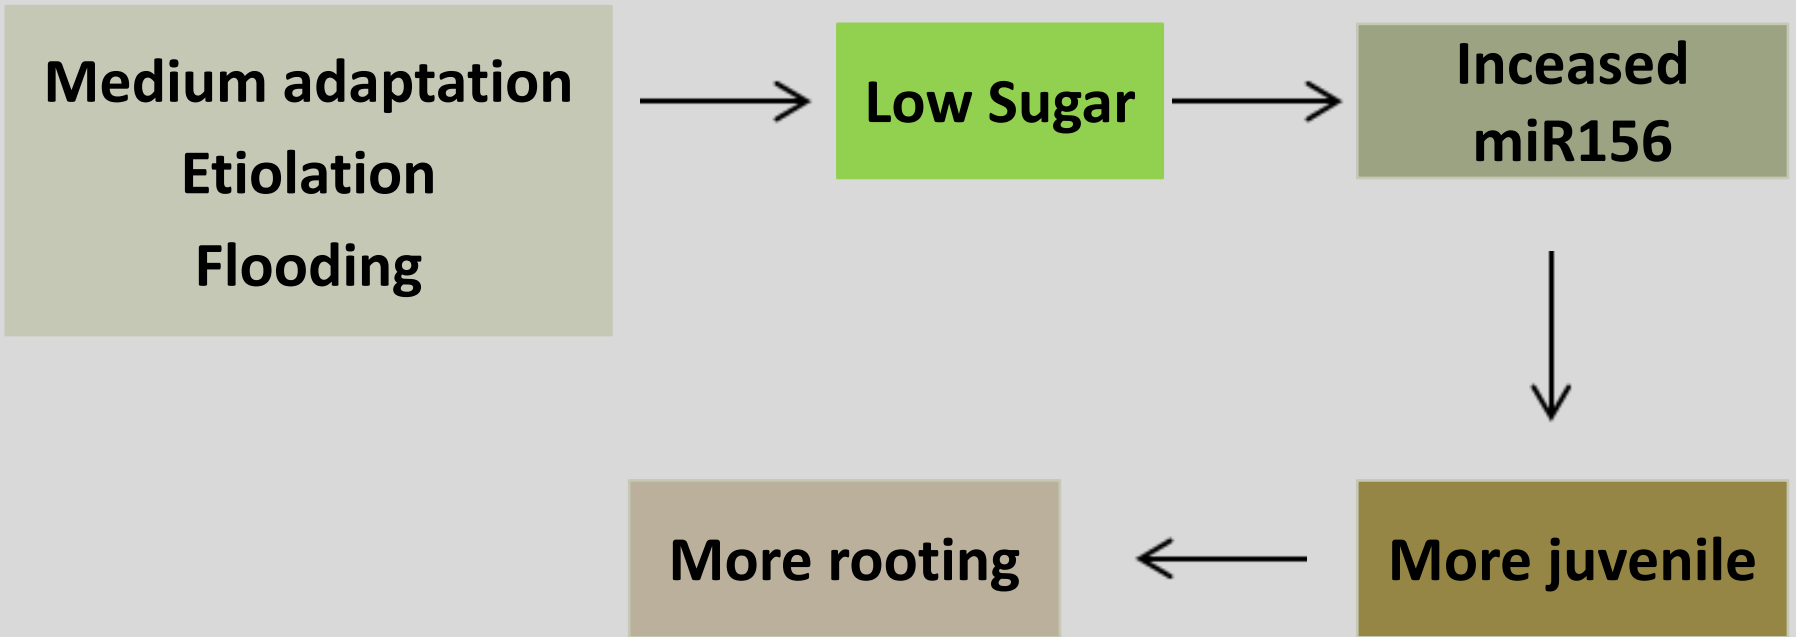 Medium adaptation
Etiolation
Flooding
Low Sugar
Inceased
miR156
More juvenile
More rooting